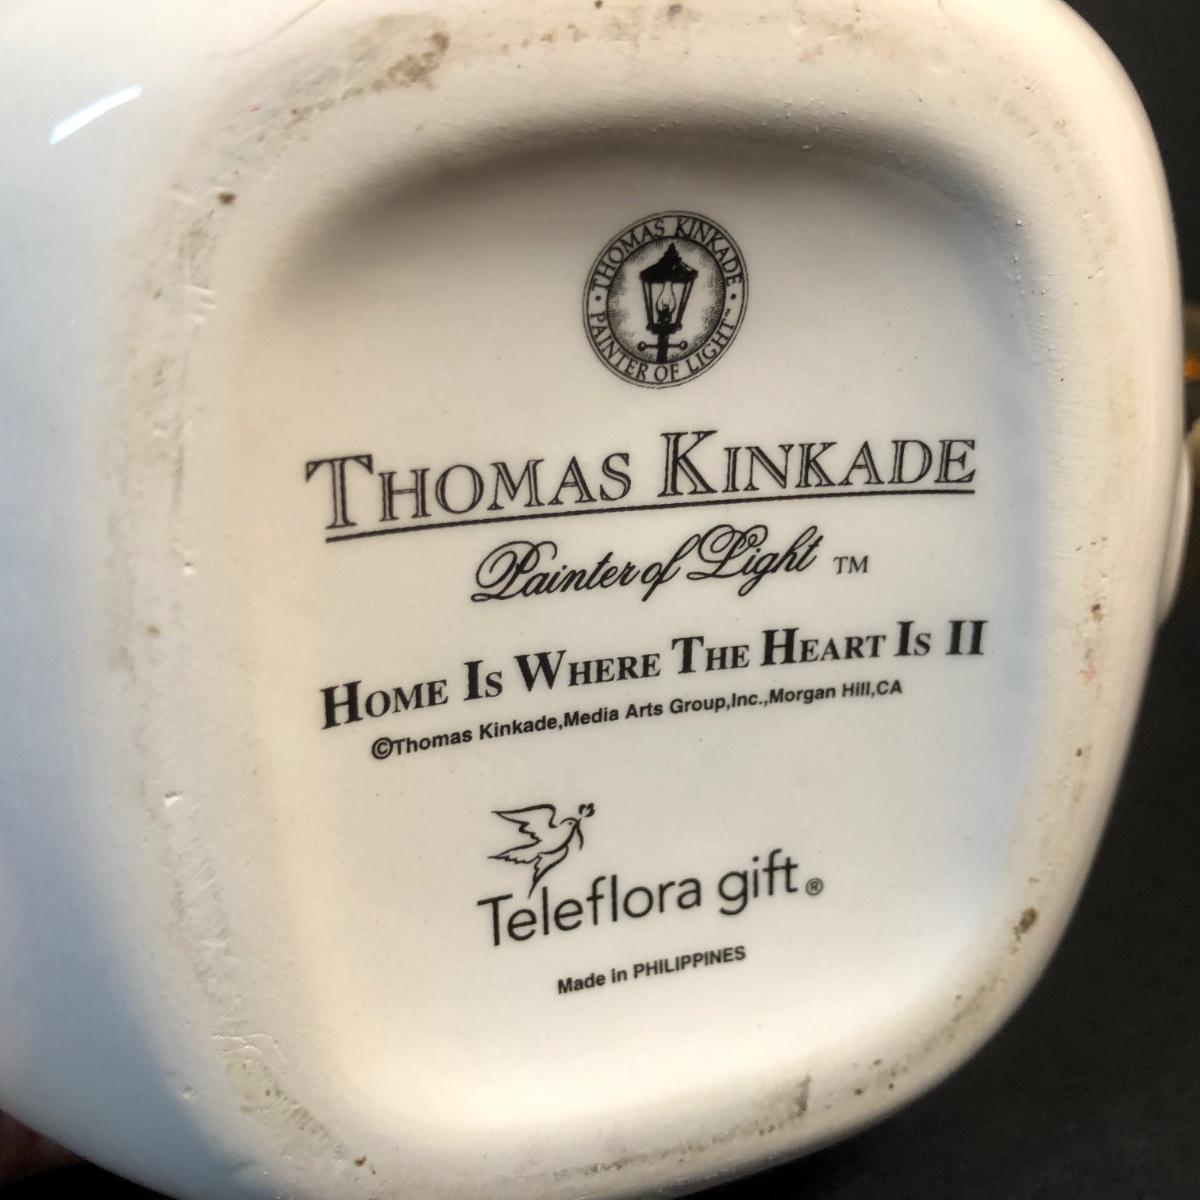 THOMAS KINKADE
· PAINTER OF LIGHT™ ·
THOMAS KINKADE
Painter of Light TM
HOME IS WHERE THE HEART IS II
©Thomas Kinkade,Media Arts Group,Inc.,Morgan Hill,CA
Teleflora gift®
Made in PHILIPPINES